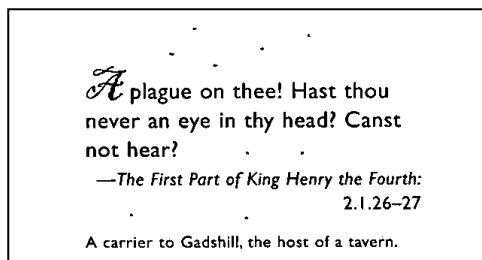 A plague on thee! Hast thou
never an eye in thy head? Canst
not hear?
—The First Part of King Henry the Fourth:
2.1.26–27
A carrier to Gadshill, the host of a tavern.